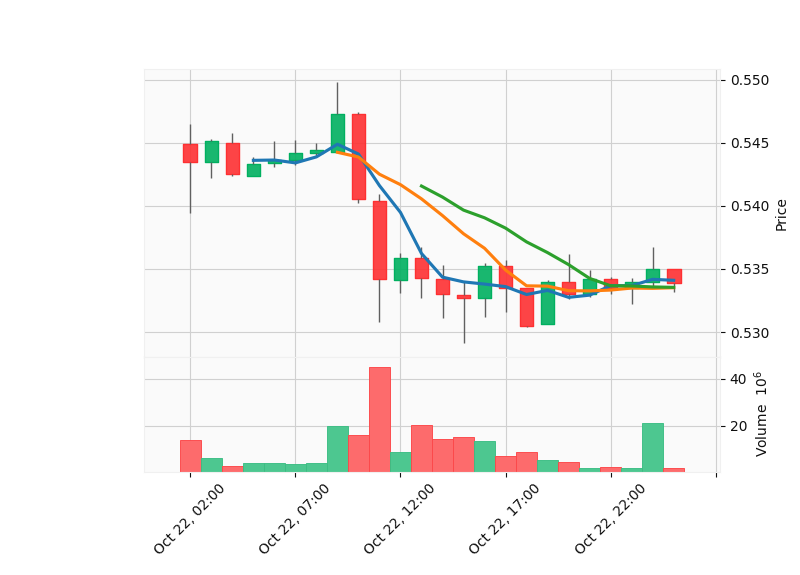 0.550
0.545
0.540
0.535
0.530
Price
40
20
Volume 10^6
Oct 22, 02:00
Oct 22, 07:00
Oct 22, 12:00
Oct 22, 17:00
Oct 22, 22:00